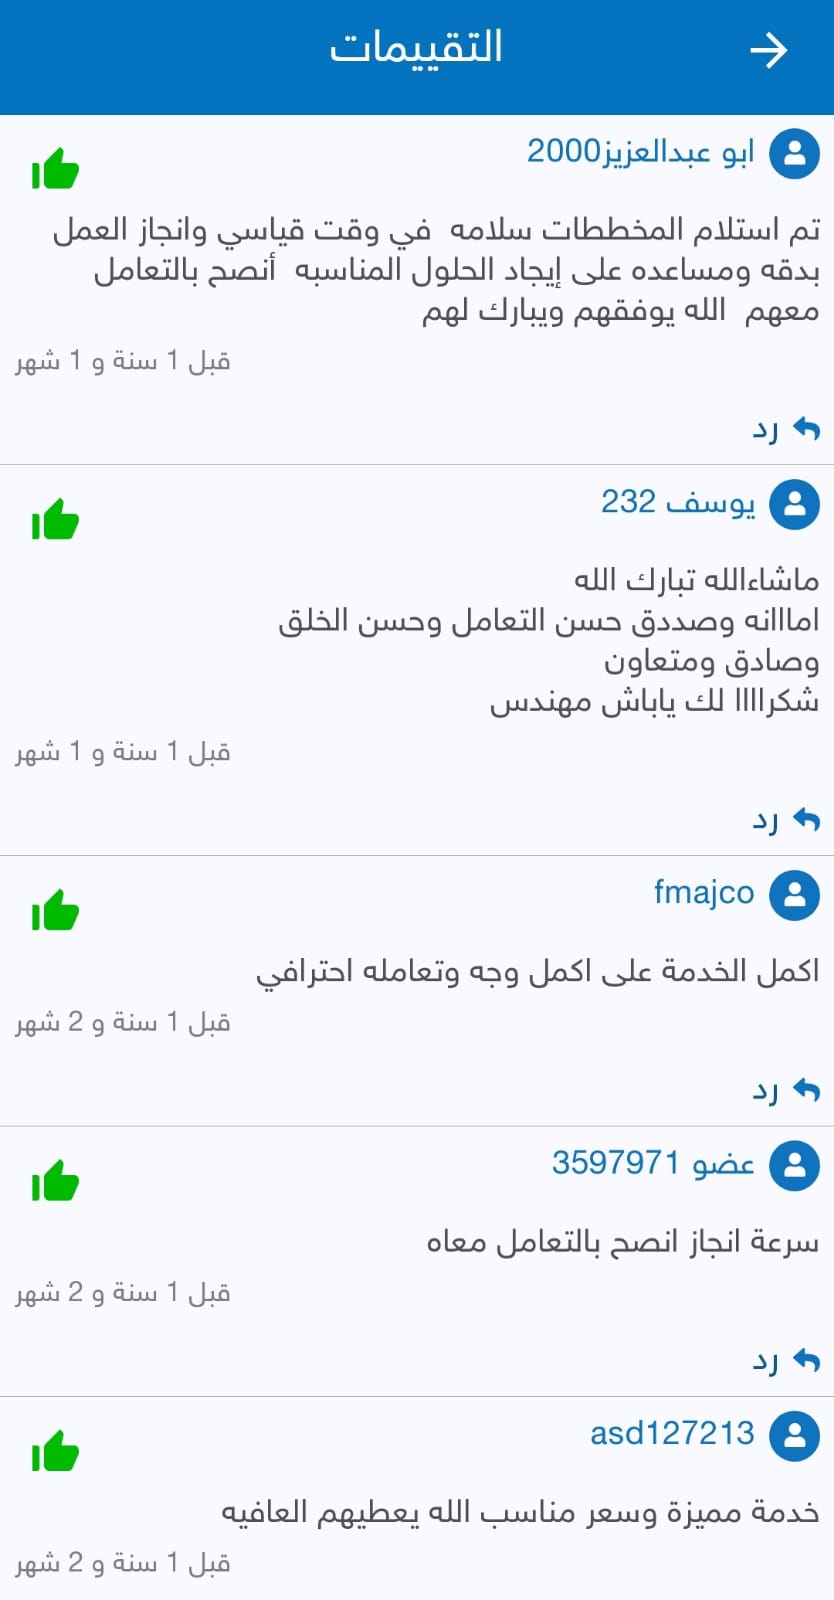 التقييمات
ابو عبدالعزيز2000
تم استلام المخططات سلامه في وقت قياسي وانجاز العمل
بدقه ومساعده على إيجاد الحلول المناسبه أنصح بالتعامل
معهم الله يوفقهم ويبارك لهم
قبل 1 سنة و 1 شهر
رد
يوسف 232
ماشاءالله تبارك الله
امااانه وصددق حسن التعامل وحسن الخلق
وصادق ومتعاون
شكراااا لك ياباش مهندس
قبل 1 سنة و 1 شهر
رد
fmajco
اكمل الخدمة على اكمل وجه وتعامله احترافي
قبل 1 سنة و 2 شهر
رد
عضو 3597971
سرعة انجاز انصح بالتعامل معاه
قبل 1 سنة و 2 شهر
رد
asd127213
خدمة مميزة وسعر مناسب الله يعطيهم العافيه
قبل 1 سنة و 2 شهر